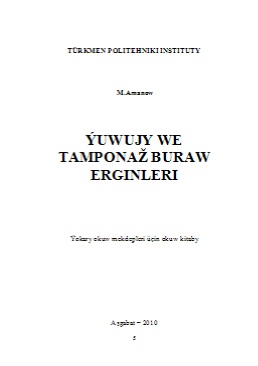 TÜRKMEN POLITEHNIKI INSTITUTY
M.Amanow
ÝUWUJY WE
TAMPONAŽ BURAW
ERGINLERI
Ýokary okuw mekdepleri üçin okuw kitaby
Aşgabat – 2010
5